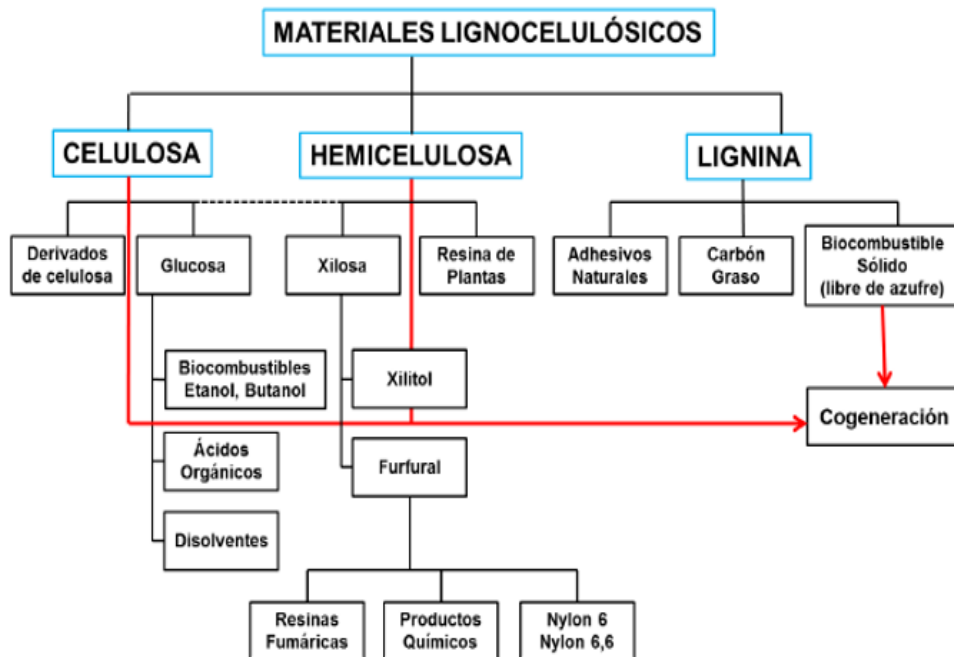 MATERIALES LIGNOCELULÓSICOS
CELULOSA
HEMICELULOSA
LIGNINA
Derivados
de celulosa
Glucosa
Xilosa
Resina de
Plantas
Adhesivos
Naturales
Carbón
Graso
Biocombustible
Sólido
(libre de azufre)
Biocombustibles
Etanol, Butanol
Xilitol
Cogeneración
Ácidos
Orgánicos
Furfural
Disolventes
Resinas
Fumáricas
Productos
Químicos
Nylon 6
Nylon 6,6